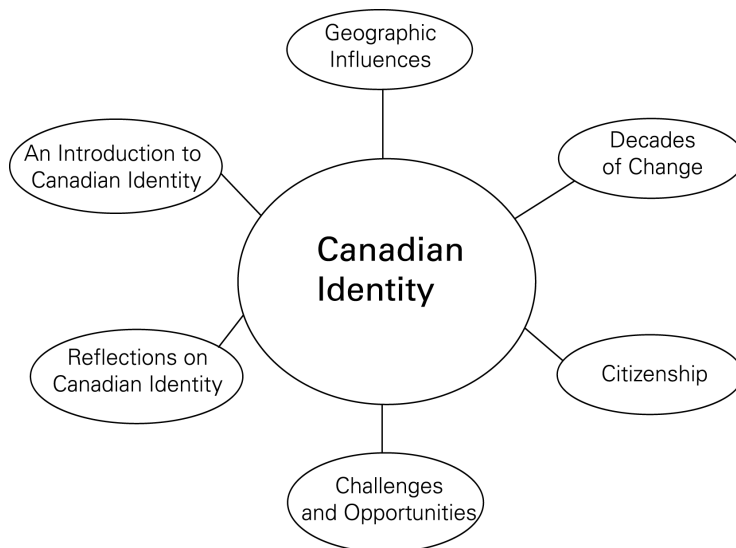 Geographic
Influences
An Introduction to
Canadian Identity
Decades
of Change
Canadian
Identity
Reflections on
Canadian Identity
Citizenship
Challenges
and Opportunities